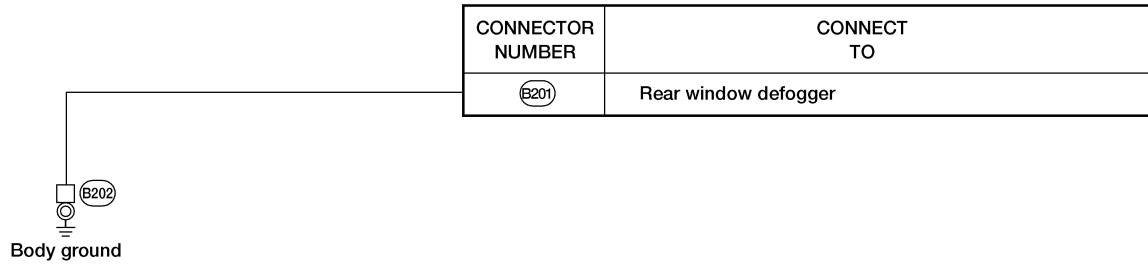 CONNECTOR NUMBER
CONNECT TO
B201
Rear window defogger
B202
Body ground